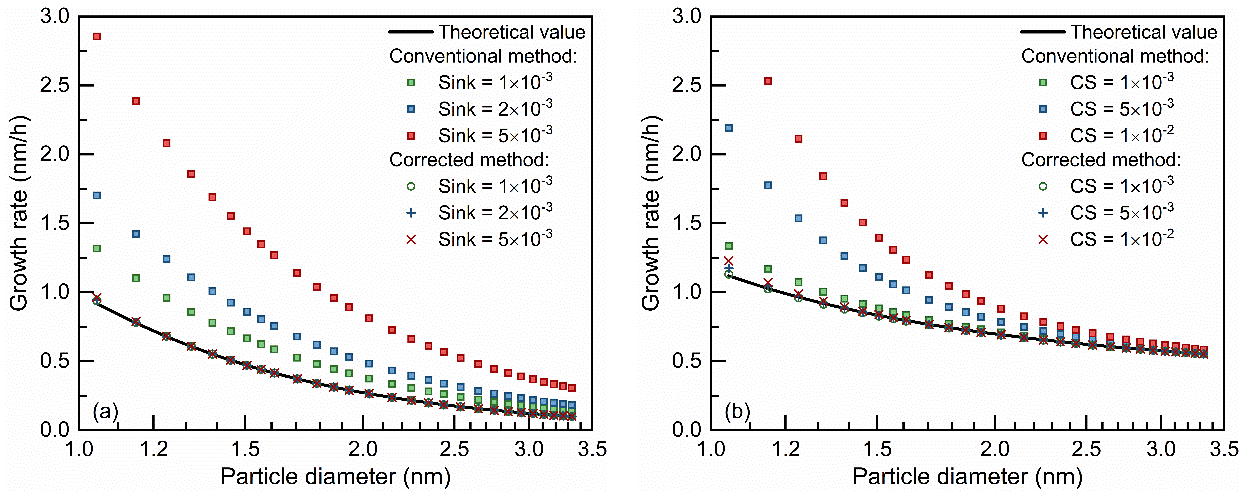 3.0
2.5
2.0
1.5
1.0
0.5
0.0
Growth rate (nm/h)
Theoretical value
Conventional method:
Sink = 1×10⁻³
Sink = 2×10⁻³
Sink = 5×10⁻³
Corrected method:
Sink = 1×10⁻³
Sink = 2×10⁻³
Sink = 5×10⁻³
(a)
1.0 1.2 1.5 2.0 2.5 3.0 3.5
Particle diameter (nm)
3.0
2.5
2.0
1.5
1.0
0.5
0.0
Growth rate (nm/h)
Theoretical value
Conventional method:
CS = 1×10⁻³
CS = 5×10⁻³
CS = 1×10⁻²
Corrected method:
CS = 1×10⁻³
CS = 5×10⁻³
CS = 1×10⁻²
(b)
1.0 1.2 1.5 2.0 2.5 3.0 3.5
Particle diameter (nm)